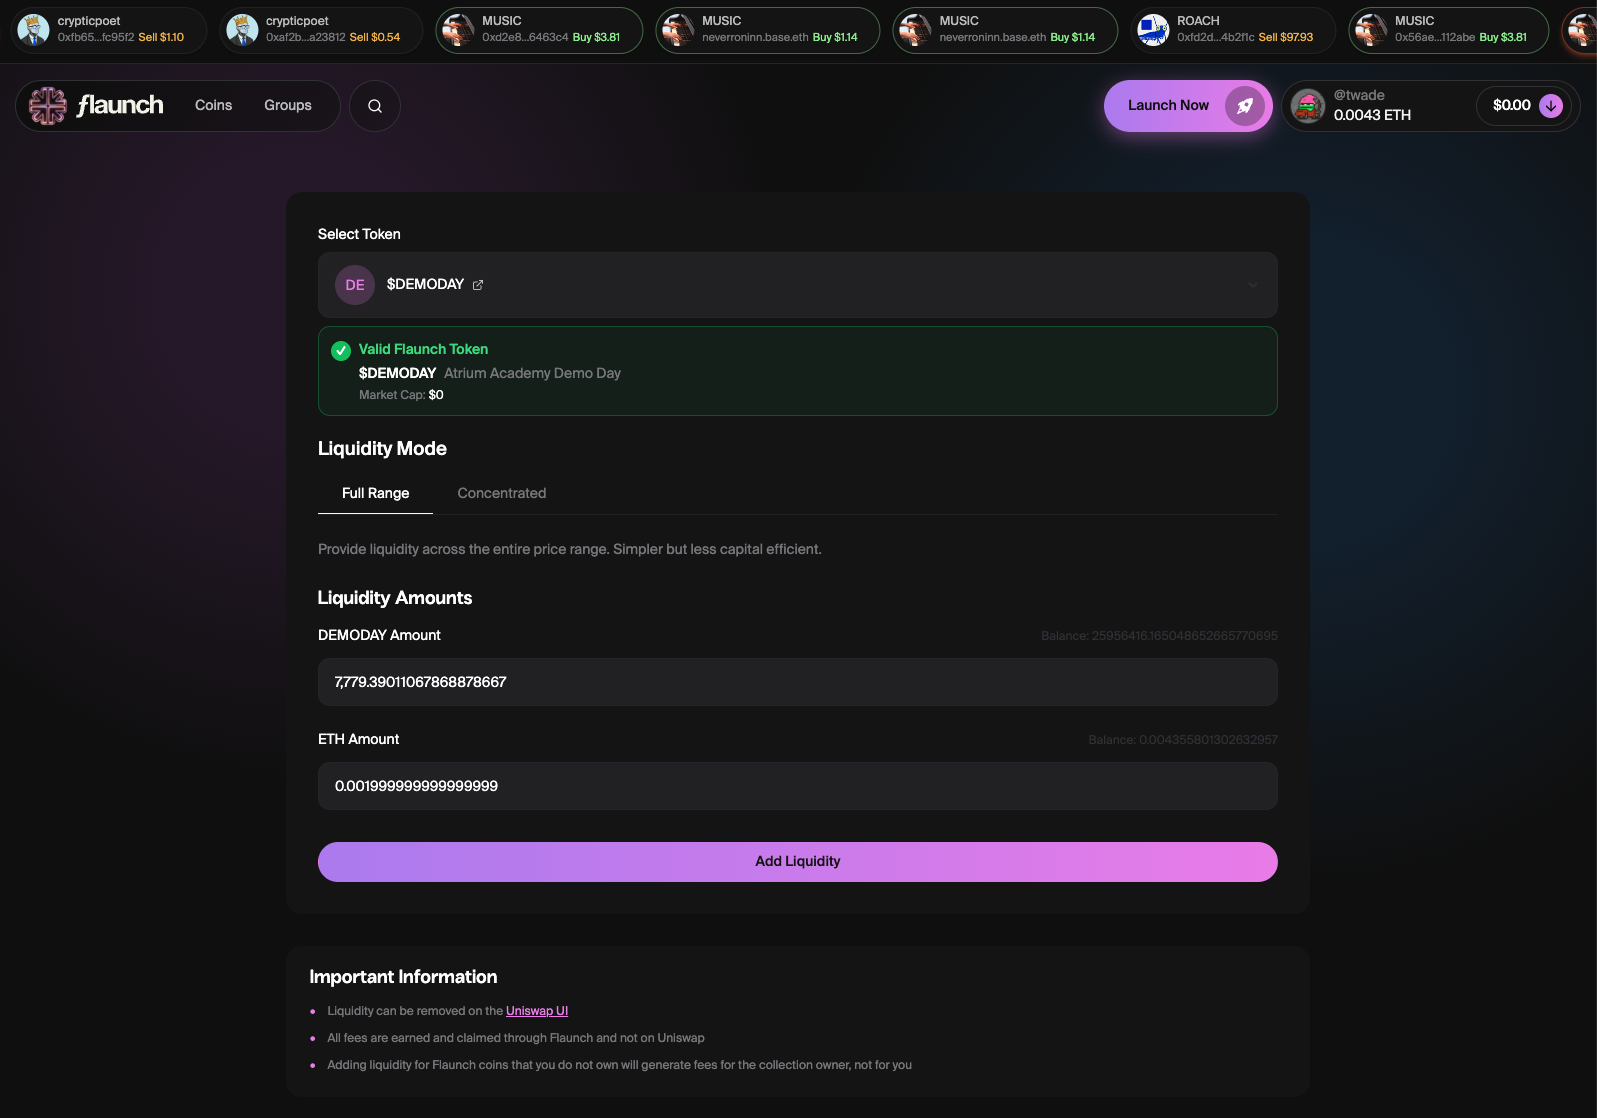 crypticpoet
0xfb65...fc95f2 Sell $1.10
crypticpoet
0xaf2b...a23812 Sell $0.54
MUSIC
0xd2e8...6463c4 Buy $3.81
MUSIC
neverroninn.base.eth Buy $1.14
MUSIC
neverroninn.base.eth Buy $1.14
ROACH
0xfd2d...4b2f1c Sell $97.93
MUSIC
0x56ae...112abe Buy $3.81
flaunch
Coins
Groups
Launch Now
@twade
0.0043 ETH
$0.00
Select Token
DE
$DEMODAY
Valid Flaunch Token
$DEMODAY Atrium Academy Demo Day
Market Cap: $0
Liquidity Mode
Full Range
Concentrated
Provide liquidity across the entire price range. Simpler but less capital efficient.
Liquidity Amounts
DEMODAY Amount
Balance: 25956416.165048652665770695
7,779.39011067868878667
ETH Amount
Balance: 0.004355801302632957
0.001999999999999999
Add Liquidity
Important Information
Liquidity can be removed on the Uniswap UI
All fees are earned and claimed through Flaunch and not on Uniswap
Adding liquidity for Flaunch coins that you do not own will generate fees for the collection owner, not for you